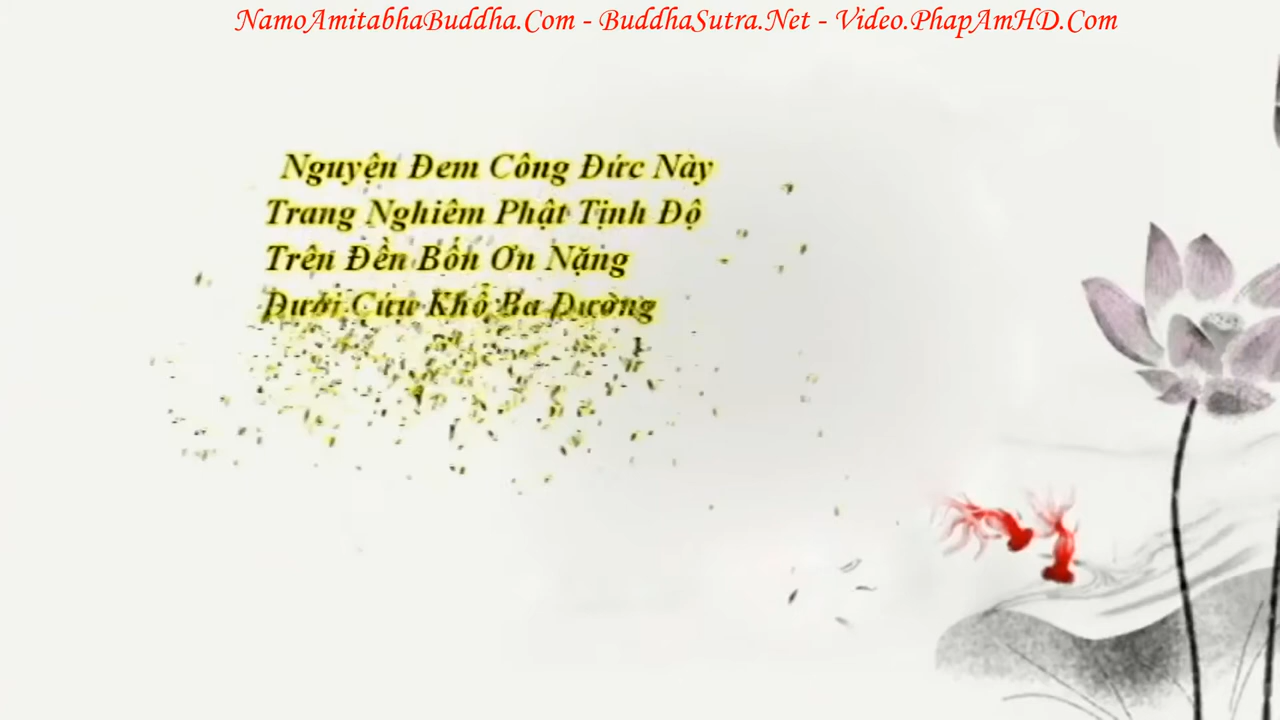 NamoAmitabhaBuddha.Com - BuddhaSutra.Net - Video.PhapAmHD.Com
Nguyện Đem Công Đức Này
Trang Nghiêm Phật Tịnh Độ
Trên Đền Bốn Ơn Nặng
Dưới Cứu Khổ Ba Đường